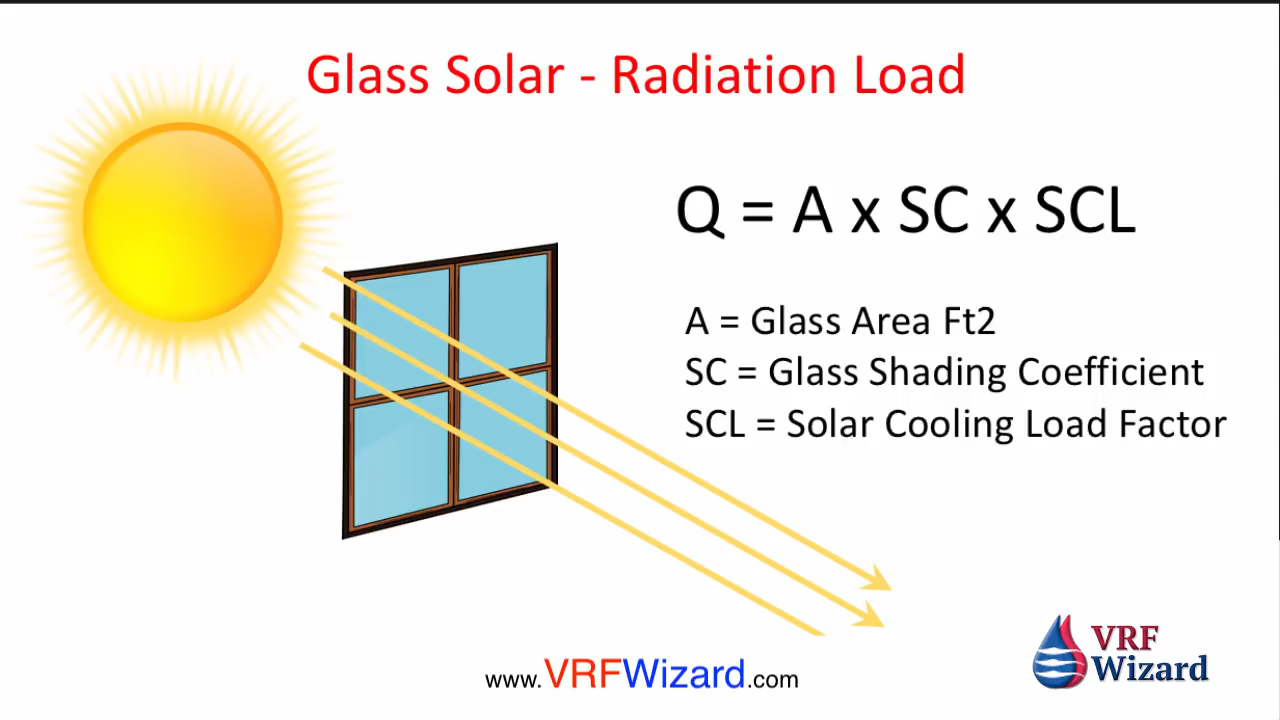 Glass Solar - Radiation Load
Q = A x SC x SCL
A = Glass Area Ft2
SC = Glass Shading Coefficient
SCL = Solar Cooling Load Factor
www.VRFWizard.com
VRF
Wizard